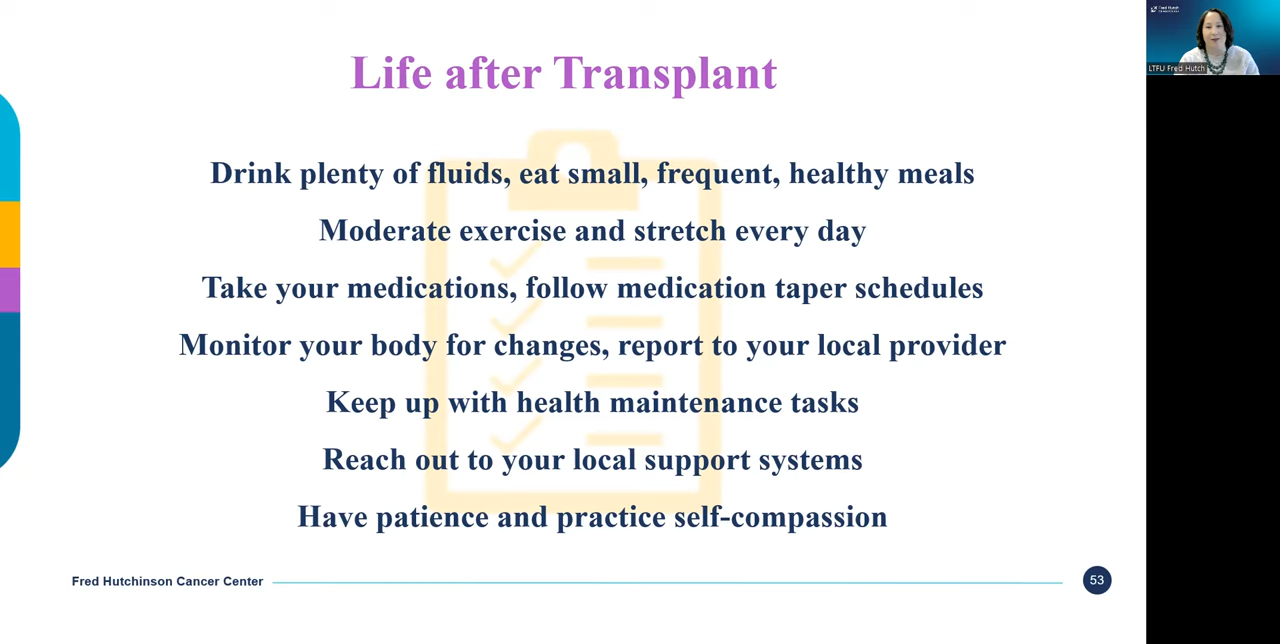 Life after Transplant
Drink plenty of fluids, eat small, frequent, healthy meals
Moderate exercise and stretch every day
Take your medications, follow medication taper schedules
Monitor your body for changes, report to your local provider
Keep up with health maintenance tasks
Reach out to your local support systems
Have patience and practice self-compassion
Fred Hutchinson Cancer Center
53
Fred Hutch
LTFU Fred Hutch